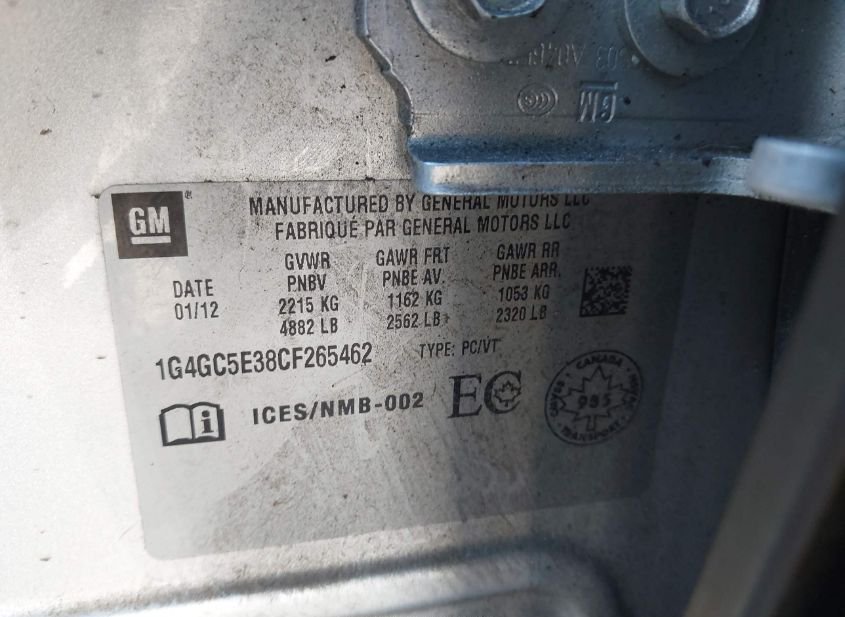 GM
GM
®
MANUFACTURED BY GENERAL MOTORS LLC
FABRIQUÉ PAR GENERAL MOTORS LLC
DATE
01/12
GVWR
PNBV
2215 KG
4882 LB
GAWR FRT
PNBE AV.
1162 KG
2562 LB
GAWR RR
PNBE ARR.
1053 KG
2320 LB
1G4GC5E38CF265462
TYPE: PC/VT
i
ICES/NMB-002
EC
CANADA
985
TRANSPORT